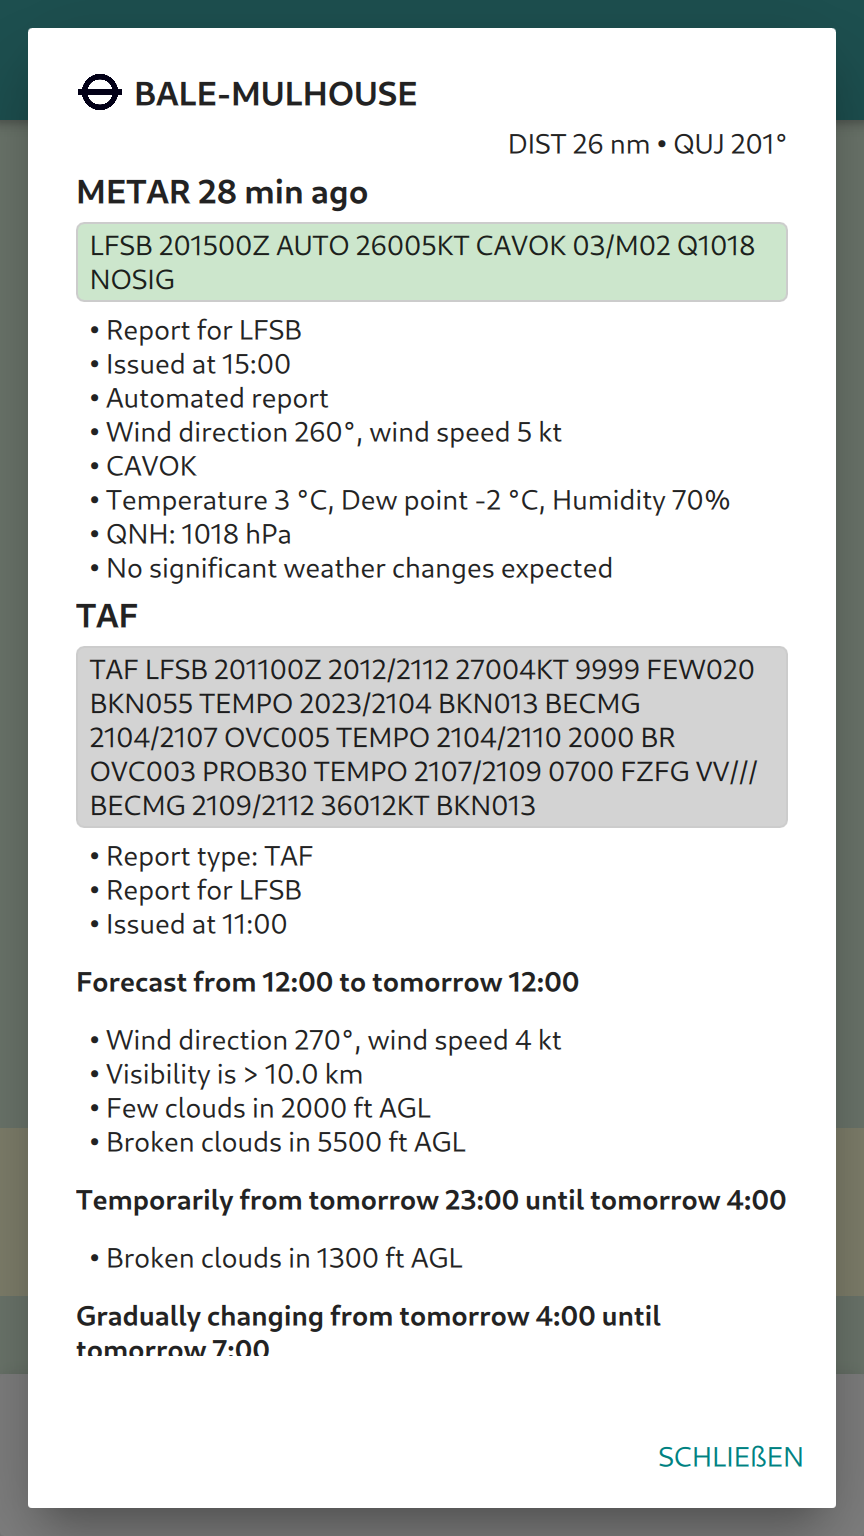 BALE-MULHOUSE
DIST 26 nm • QUJ 201°
METAR 28 min ago
LFSB 201500Z AUTO 26005KT CAVOK 03/M02 Q1018
NOSIG
• Report for LFSB
• Issued at 15:00
• Automated report
• Wind direction 260°, wind speed 5 kt
• CAVOK
• Temperature 3 °C, Dew point -2 °C, Humidity 70%
• QNH: 1018 hPa
• No significant weather changes expected
TAF
TAF LFSB 201100Z 2012/2112 27004KT 9999 FEW020
BKN055 TEMPO 2023/2104 BKN013 BECMG
2104/2107 OVC005 TEMPO 2104/2110 2000 BR
OVC003 PROB30 TEMPO 2107/2109 0700 FZFG VV///
BECMG 2109/2112 36012KT BKN013
• Report type: TAF
• Report for LFSB
• Issued at 11:00
Forecast from 12:00 to tomorrow 12:00
• Wind direction 270°, wind speed 4 kt
• Visibility is > 10.0 km
• Few clouds in 2000 ft AGL
• Broken clouds in 5500 ft AGL
Temporarily from tomorrow 23:00 until tomorrow 4:00
• Broken clouds in 1300 ft AGL
Gradually changing from tomorrow 4:00 until
tomorrow 7:00
SCHLIEßEN